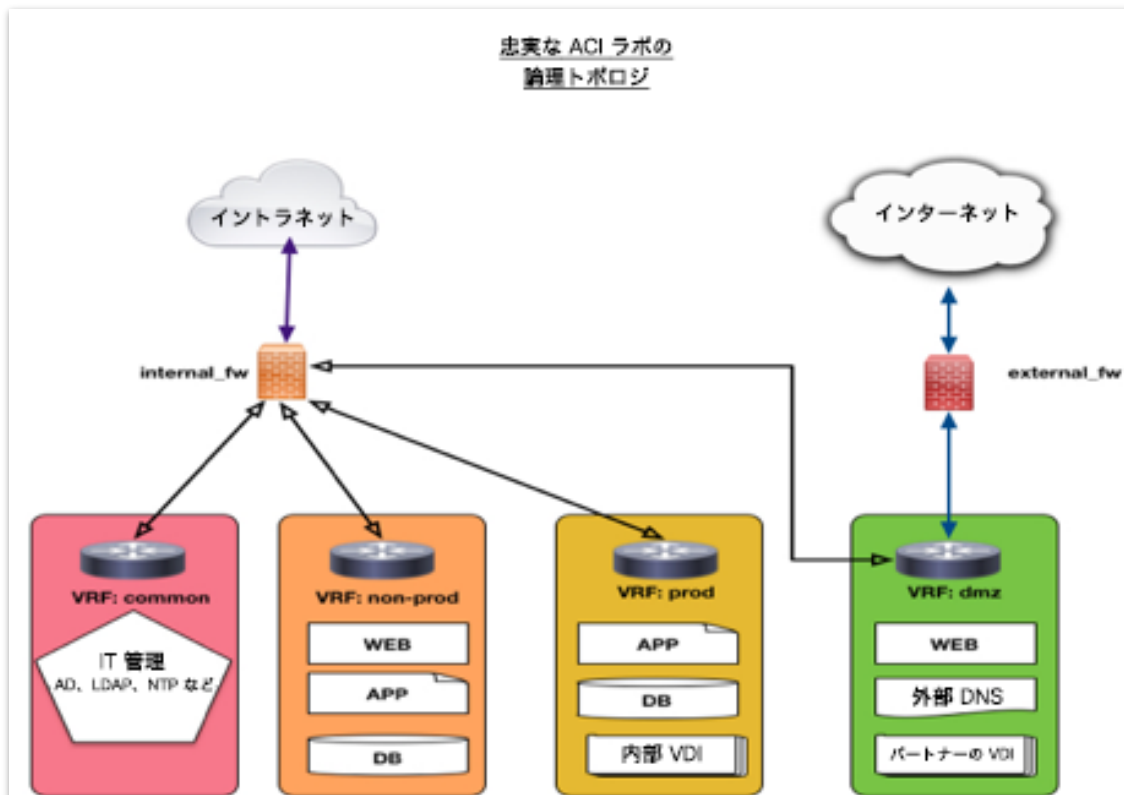 忠実な ACI ラボの
論理トポロジ
イントラネット
インターネット
internal_fw
external_fw
VRF: common
IT 管理
AD、LDAP、NTP など
VRF: non-prod
WEB
APP
DB
VRF: prod
APP
DB
内部 VDI
VRF: dmz
WEB
外部 DNS
パートナーの VDI